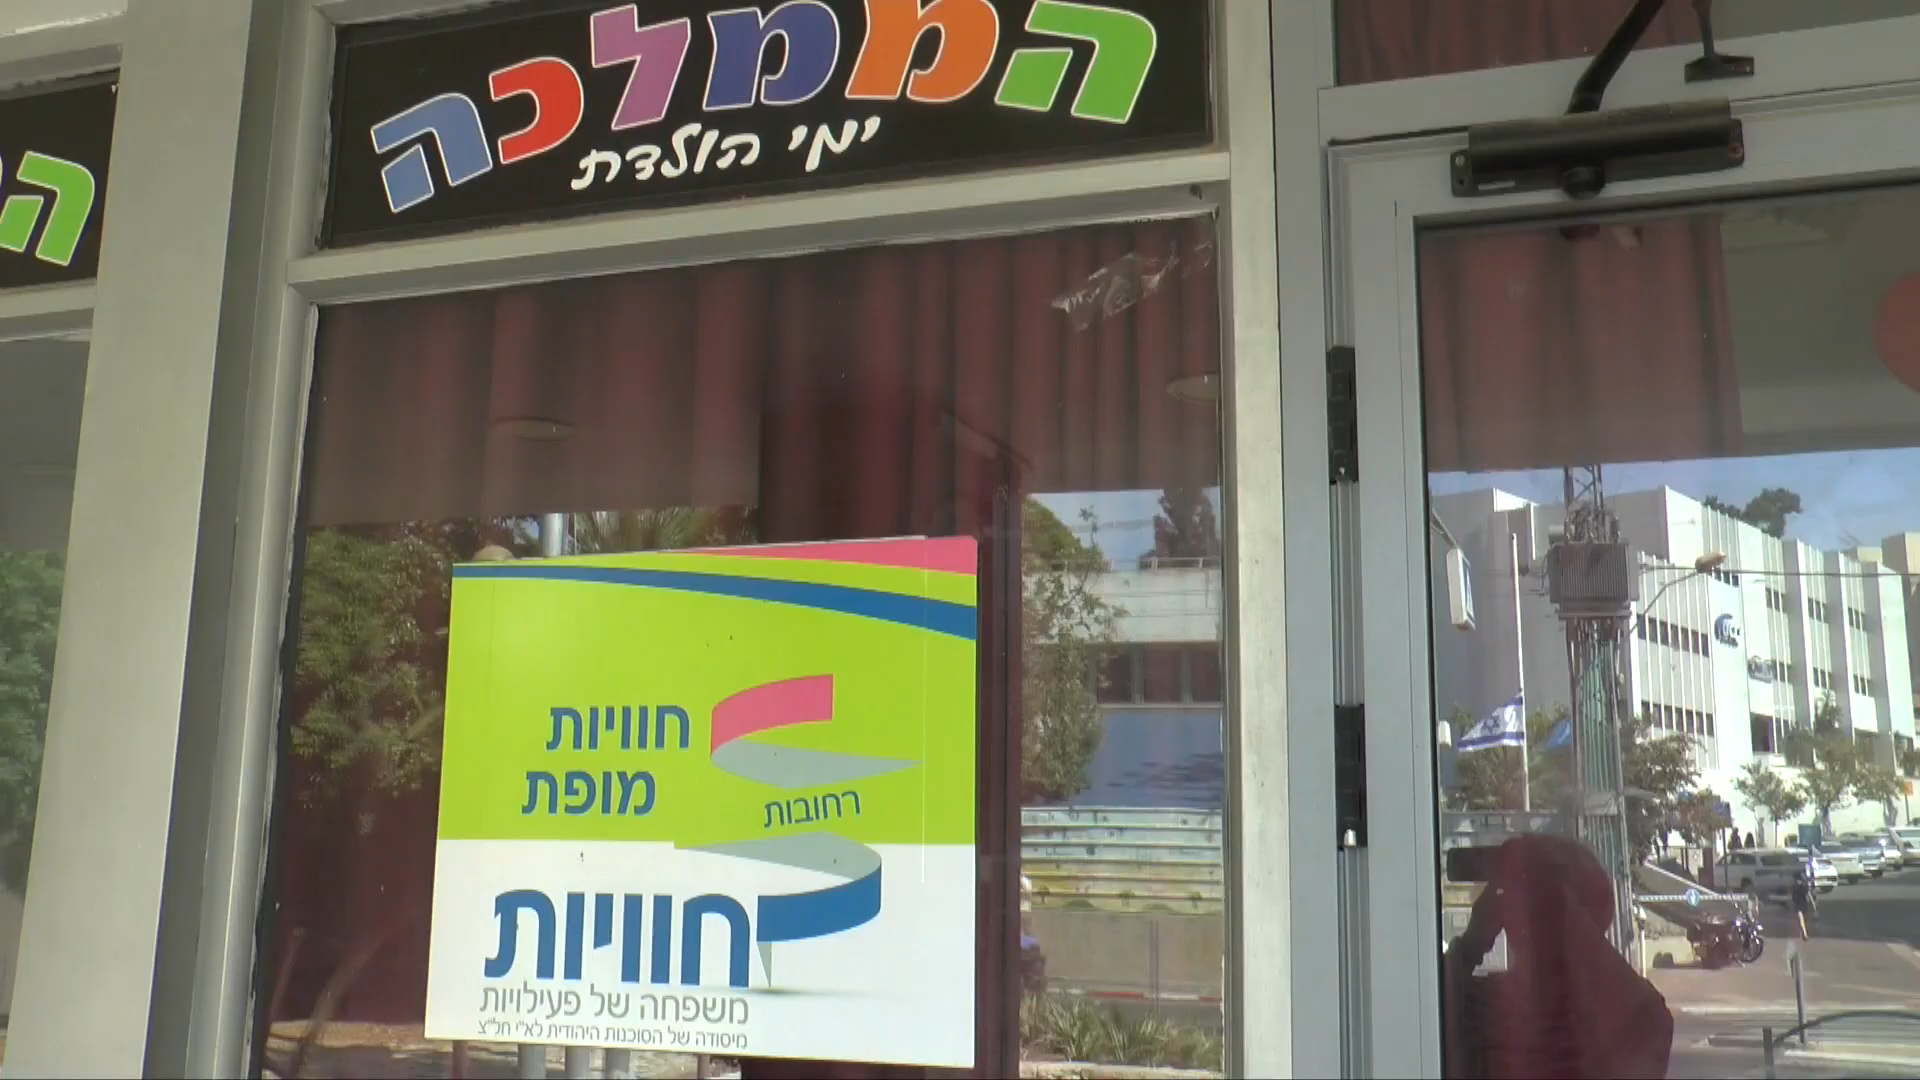 הממלכה
ימי הולדת
חוויות
מופת
רחובות
חוויות
משפחה של פעילויות
מיסודה של הסוכנות היהודית לא"י חל"צ